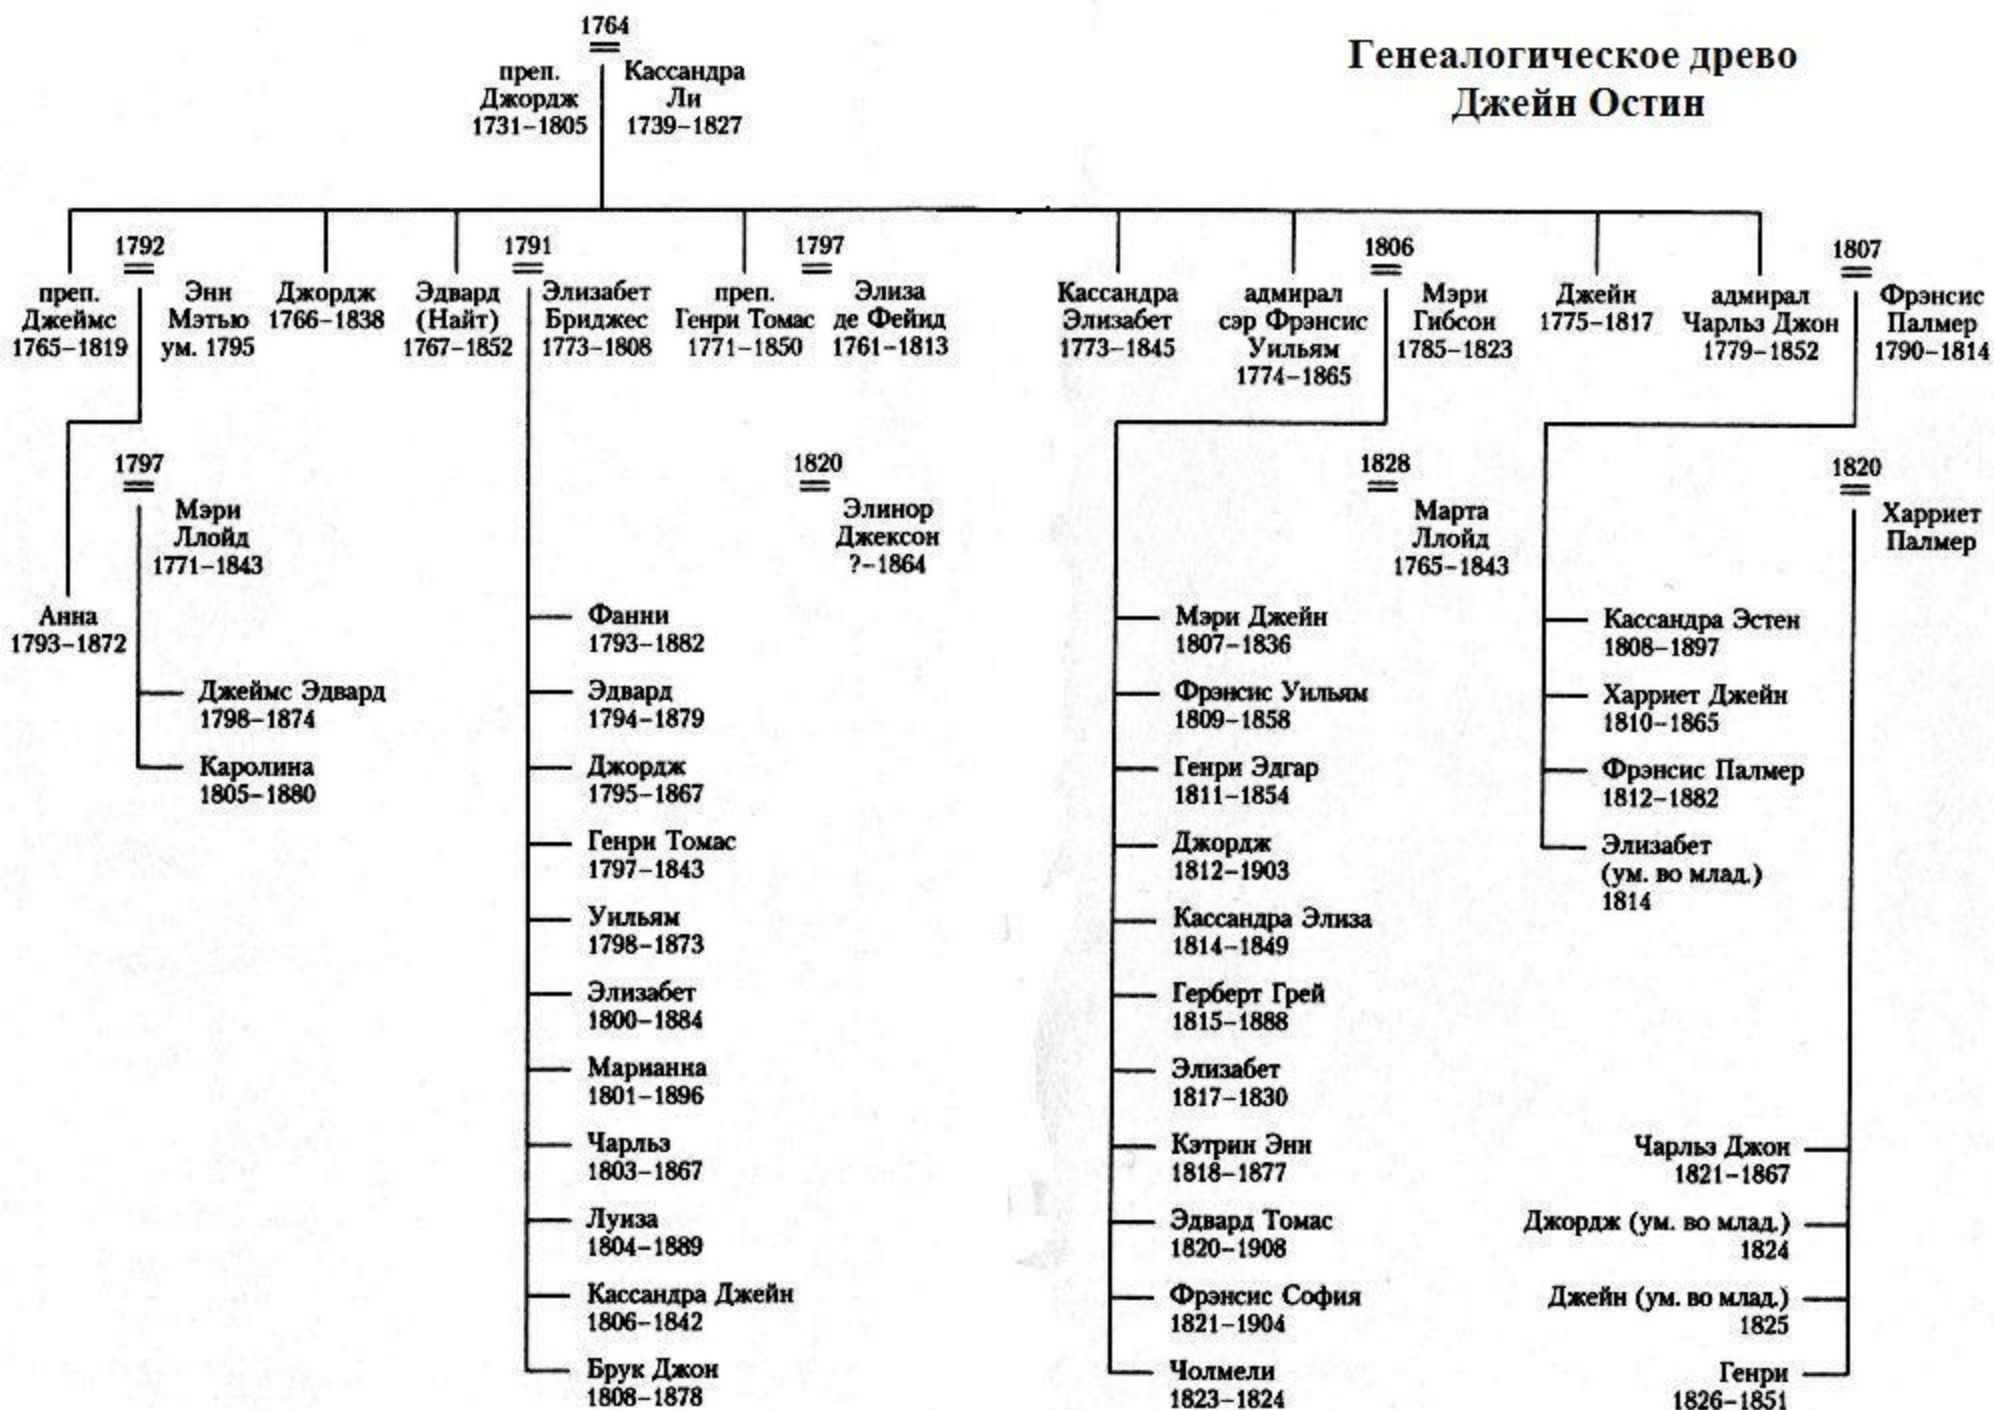 Генеалогическое древо
Джейн Остин
1764
преп.
Джордж
1731–1805
Кассандра
Ли
1739–1827
1792
преп.
Джеймс
1765–1819
Энн
Мэтью
ум. 1795
Джордж
1766–1838
1791
Эдвард
(Найт)
1767–1852
Элизабет
Бриджес
1773–1808
1797
преп.
Генри Томас
1771–1850
Элиза
де Фейид
1761–1813
Кассандра
Элизабет
1773–1845
1806
адмирал
сэр Фрэнсис
Уильям
1774–1865
Мэри
Гибсон
1785–1823
Джейн
1775–1817
1807
адмирал
Чарльз Джон
1779–1852
Фрэнсис
Палмер
1790–1814
1797
Мэри
Ллойд
1771–1843
1820
Элинор
Джексон
?–1864
1828
Марта
Ллойд
1765–1843
1820
Харриет
Палмер
Анна
1793–1872
Джеймс Эдвард
1798–1874
Каролина
1805–1880
Фанни
1793–1882
Эдвард
1794–1879
Джордж
1795–1867
Генри Томас
1797–1843
Уильям
1798–1873
Элизабет
1800–1884
Марианна
1801–1896
Чарльз
1803–1867
Луиза
1804–1889
Кассандра Джейн
1806–1842
Брук Джон
1808–1878
Мэри Джейн
1807–1836
Фрэнсис Уильям
1809–1858
Генри Эдгар
1811–1854
Джордж
1812–1903
Кассандра Элиза
1814–1849
Герберт Грей
1815–1888
Элизабет
1817–1830
Кэтрин Энн
1818–1877
Эдвард Томас
1820–1908
Фрэнсис София
1821–1904
Чолмели
1823–1824
Кассандра Эстен
1808–1897
Харриет Джейн
1810–1865
Фрэнсис Палмер
1812–1882
Элизабет
(ум. во млад.)
1814
Чарльз Джон
1821–1867
Джордж (ум. во млад.)
1824
Джейн (ум. во млад.)
1825
Генри
1826–1851